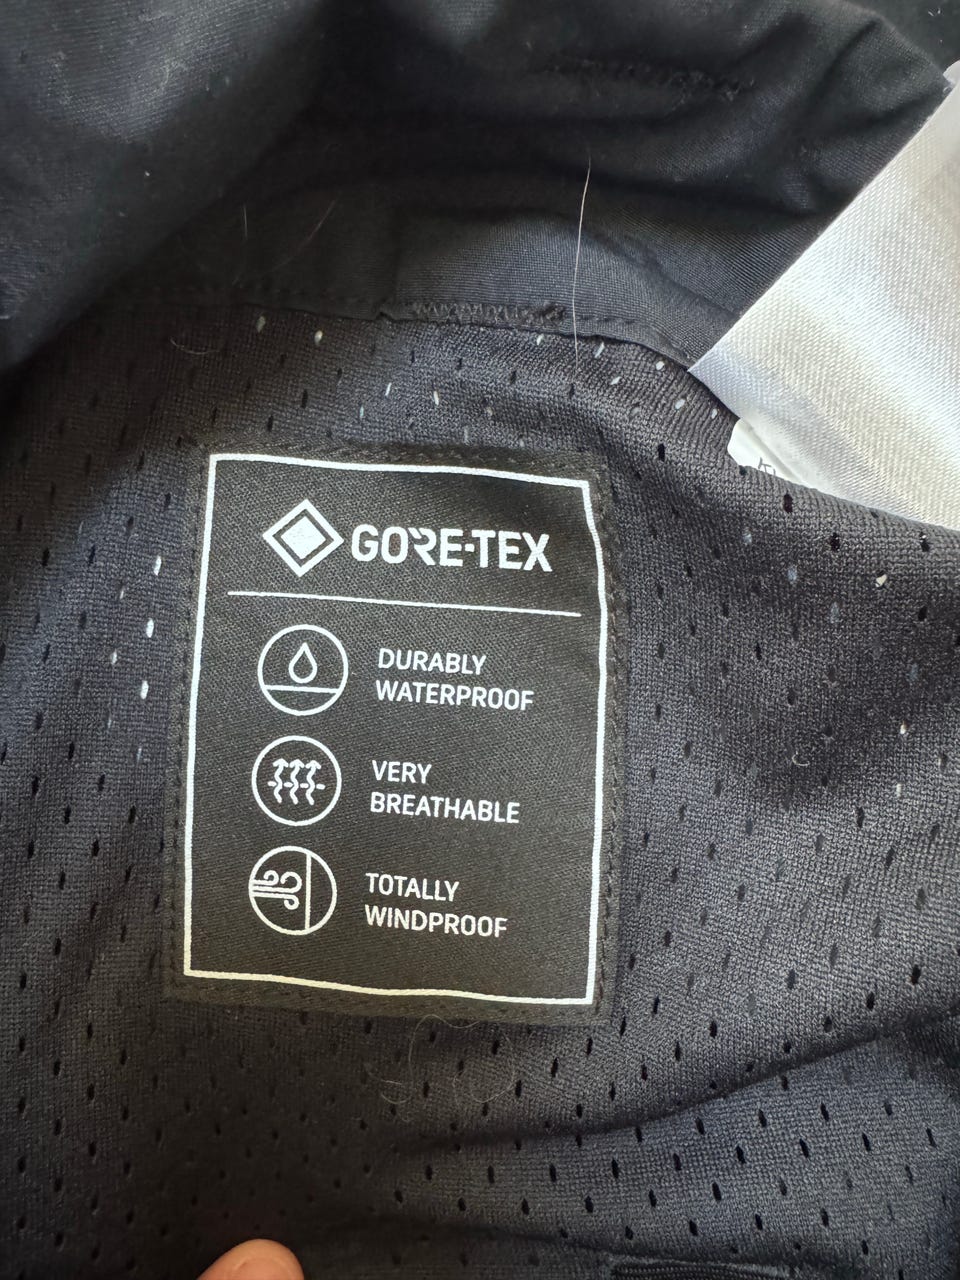 GORE-TEX
DURABLY
WATERPROOF
VERY
BREATHABLE
TOTALLY
WINDPROOF